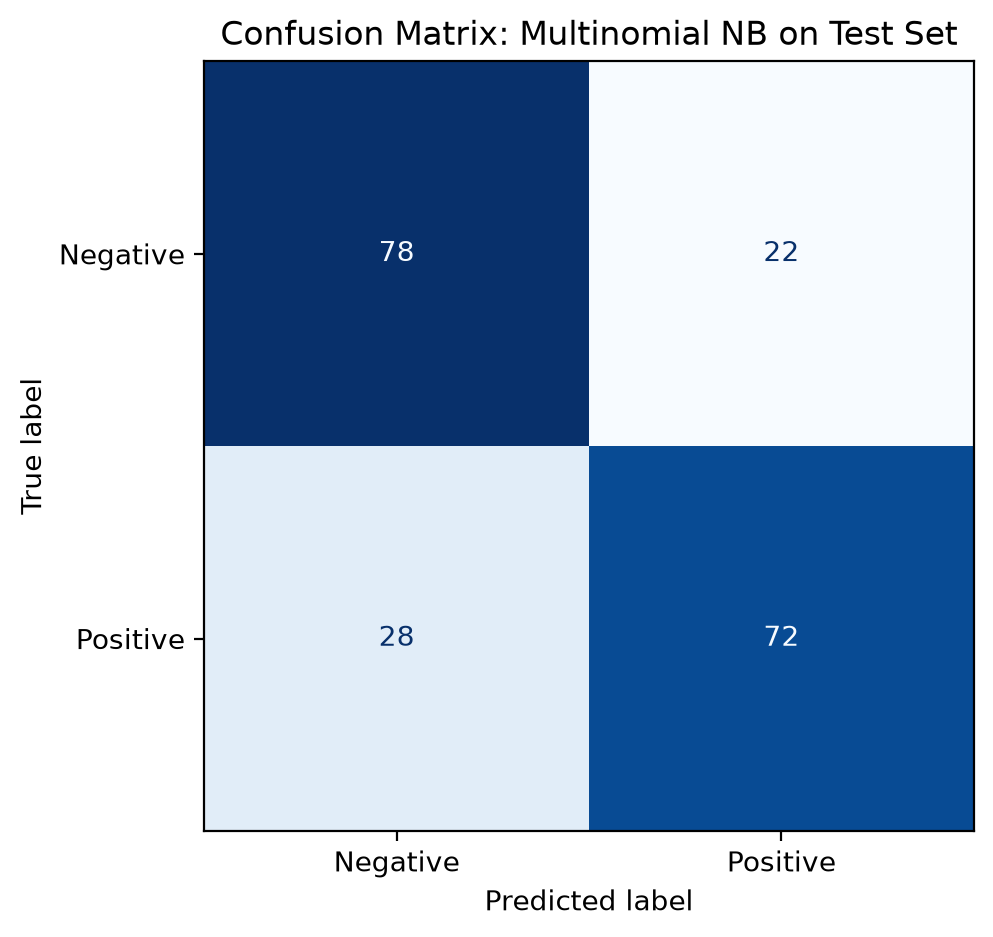 Confusion Matrix: Multinomial NB on Test Set
True label
Negative
78
22
Positive
28
72
Negative
Positive
Predicted label